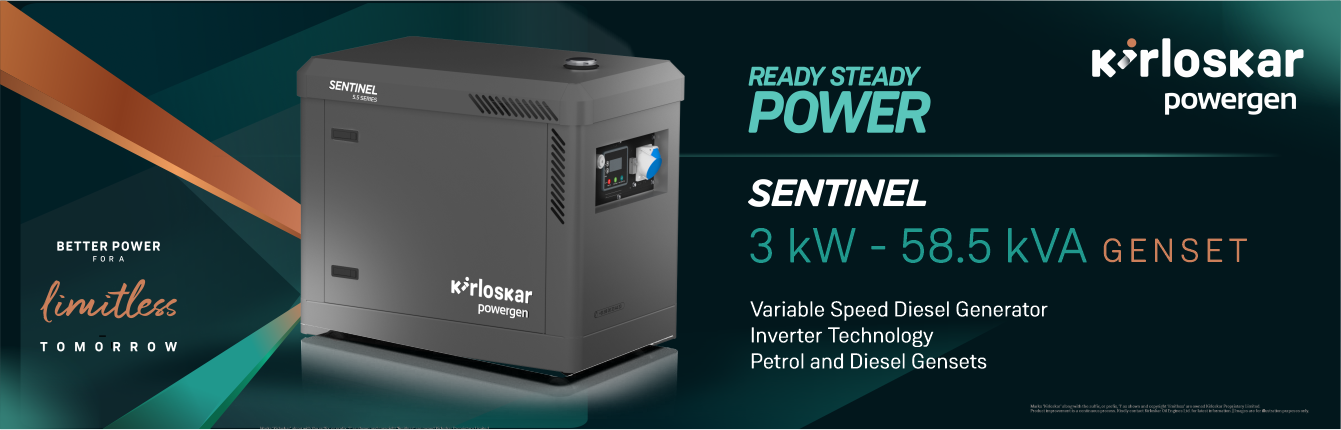 SENTINEL
5.5 SERIES
kirloskar
powergen
BETTER POWER
FOR A
limitless
TOMORROW
READY STEADY
POWER
kirloskar
powergen
SENTINEL
3 kW - 58.5 kVA GENSET
Variable Speed Diesel Generator
Inverter Technology
Petrol and Diesel Gensets